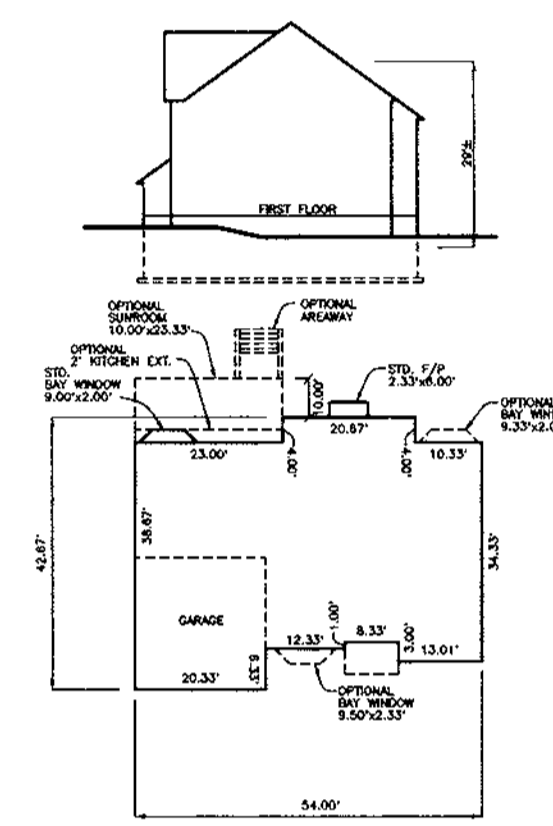 29'±
FIRST FLOOR
OPTIONAL
SUNROOM
10.00'x23.33'
OPTIONAL
AREAWAY
OPTIONAL
2' KITCHEN EXT.
STD.
BAY WINDOW
9.00'x2.00'
STD. F/P
2.33'x6.00'
10.00'
OPTIONAL
BAY WIN
9.33'x2.0
20.67'
23.00'
4.00'
4.00'
10.33'
42.67'
38.67'
34.33'
GARAGE
12.33'
1.00'
8.33'
3.00'
13.01'
20.33'
6.33'
OPTIONAL
BAY WINDOW
9.50'x2.33'
54.00'